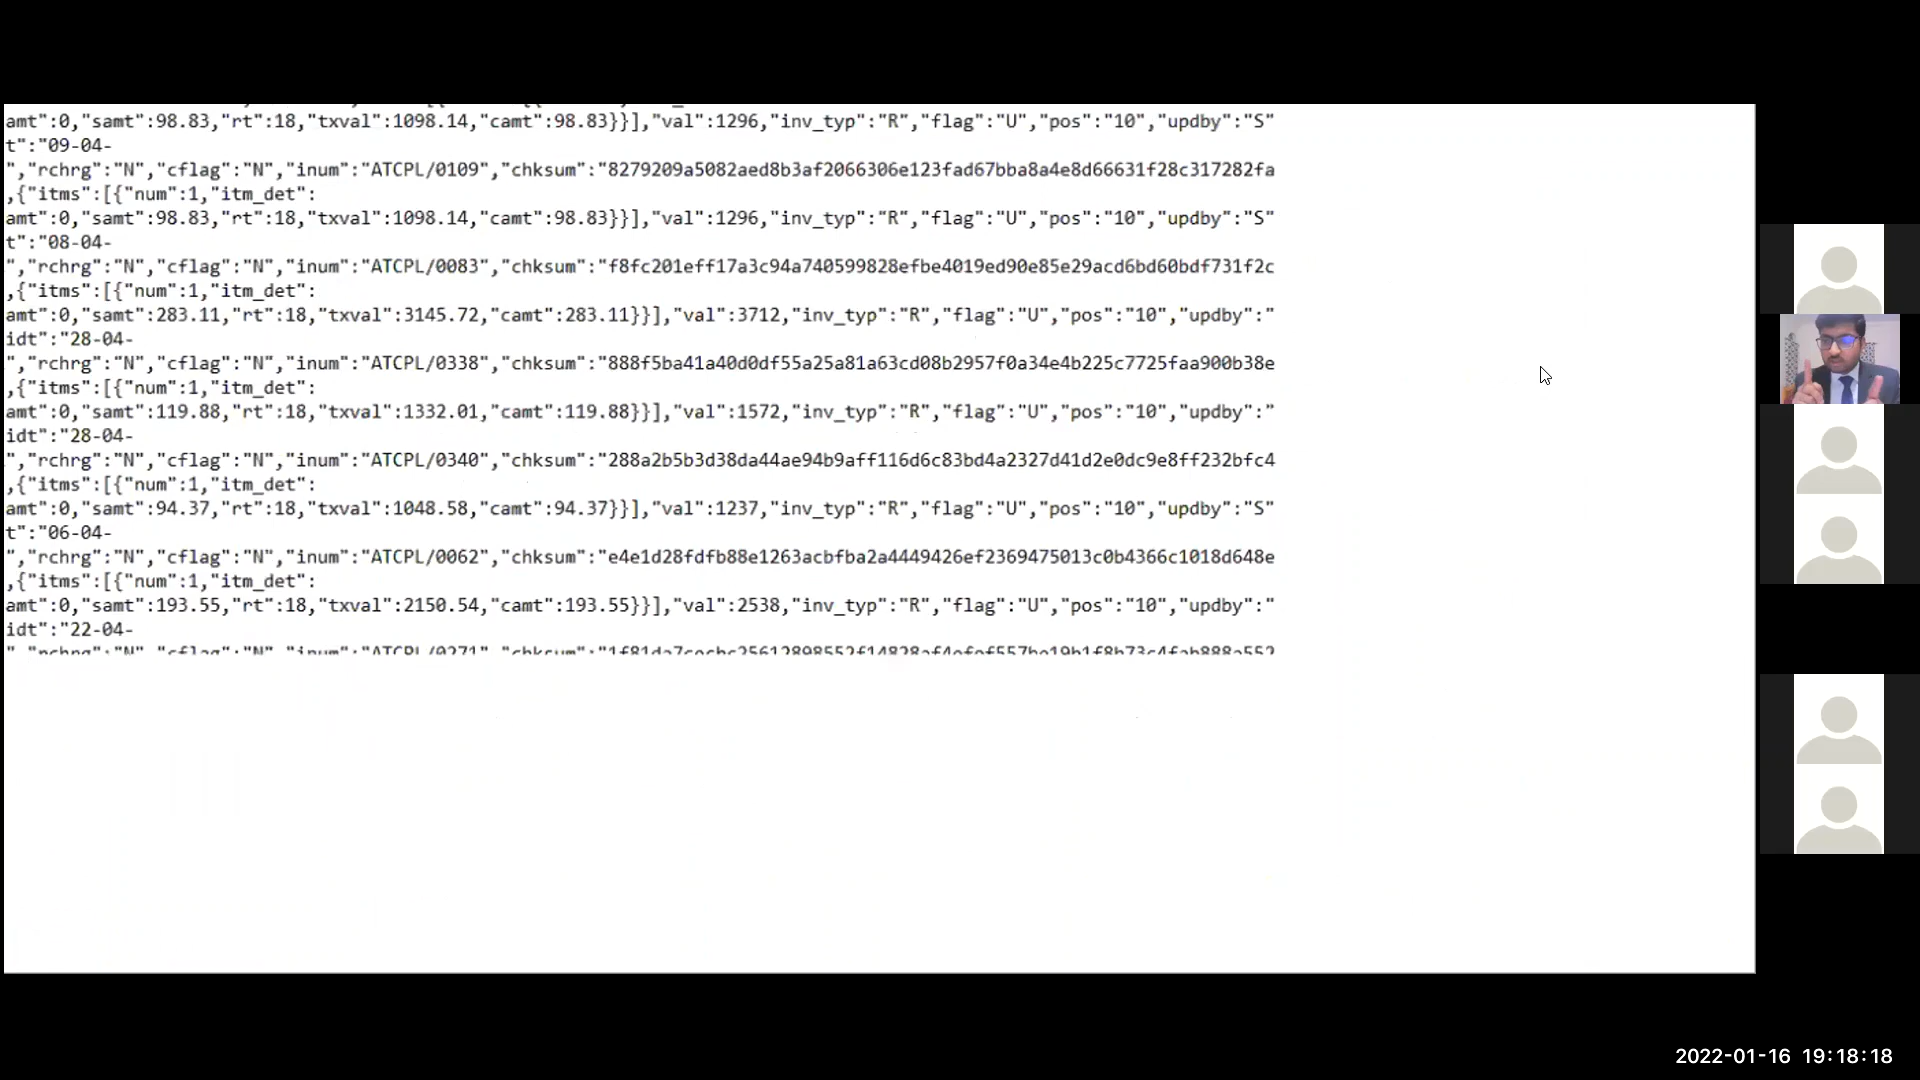 amt":0,"samt":98.83,"rt":18,"txval":1098.14,"camt":98.83}}],"val":1296,"inv_typ":"R","flag":"U","pos":"10","updby":"S"
t":"09-04-
","rchrg":"N","cflag":"N","inum":"ATCPL/0109","chksum":"8279209a5082aed8b3af2066306e123fad67bba8a4e8d66631f28c317282fa
,{"itms":[{"num":1,"itm_det":
amt":0,"samt":98.83,"rt":18,"txval":1098.14,"camt":98.83}}],"val":1296,"inv_typ":"R","flag":"U","pos":"10","updby":"S"
t":"08-04-
","rchrg":"N","cflag":"N","inum":"ATCPL/0083","chksum":"f8fc201eff17a3c94a740599828efbe4019ed90e85e29acd6bd60bdf731f2c
,{"itms":[{"num":1,"itm_det":
amt":0,"samt":283.11,"rt":18,"txval":3145.72,"camt":283.11}}],"val":3712,"inv_typ":"R","flag":"U","pos":"10","updby":"
idt":"28-04-
","rchrg":"N","cflag":"N","inum":"ATCPL/0338","chksum":"888f5ba41a40d0df55a25a81a63cd08b2957f0a34e4b225c7725faa900b38e
,{"itms":[{"num":1,"itm_det":
amt":0,"samt":119.88,"rt":18,"txval":1332.01,"camt":119.88}}],"val":1572,"inv_typ":"R","flag":"U","pos":"10","updby":"
idt":"28-04-
","rchrg":"N","cflag":"N","inum":"ATCPL/0340","chksum":"288a2b5b3d38da44ae94b9aff116d6c83bd4a2327d41d2e0dc9e8ff232bfc4
,{"itms":[{"num":1,"itm_det":
amt":0,"samt":94.37,"rt":18,"txval":1048.58,"camt":94.37}}],"val":1237,"inv_typ":"R","flag":"U","pos":"10","updby":"S"
t":"06-04-
","rchrg":"N","cflag":"N","inum":"ATCPL/0062","chksum":"e4e1d28fdfb88e1263acbfba2a4449426ef2369475013c0b4366c1018d648e
,{"itms":[{"num":1,"itm_det":
amt":0,"samt":193.55,"rt":18,"txval":2150.54,"camt":193.55}}],"val":2538,"inv_typ":"R","flag":"U","pos":"10","updby":"
idt":"22-04-
","rchrg":"N","cflag":"N","inum":"ATCPL/0271","chksum":
2022-01-16 19:18:18